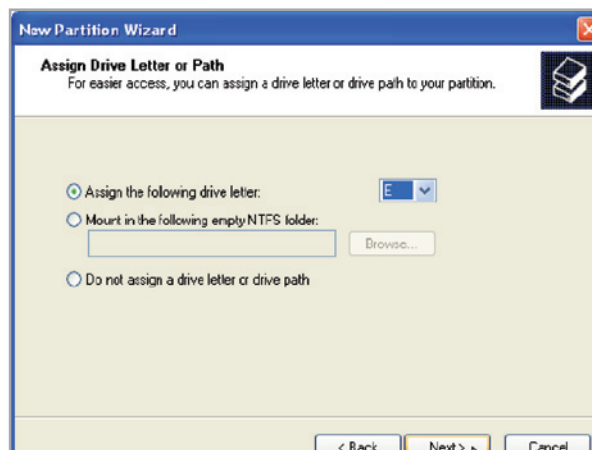 New Partition Wizard
Assign Drive Letter or Path
For easier access, you can assign a drive letter or drive path to your partition.
Assign the following drive letter: E
Mount in the following empty NTFS folder:
Browse...
Do not assign a drive letter or drive path
< Back Next > Cancel